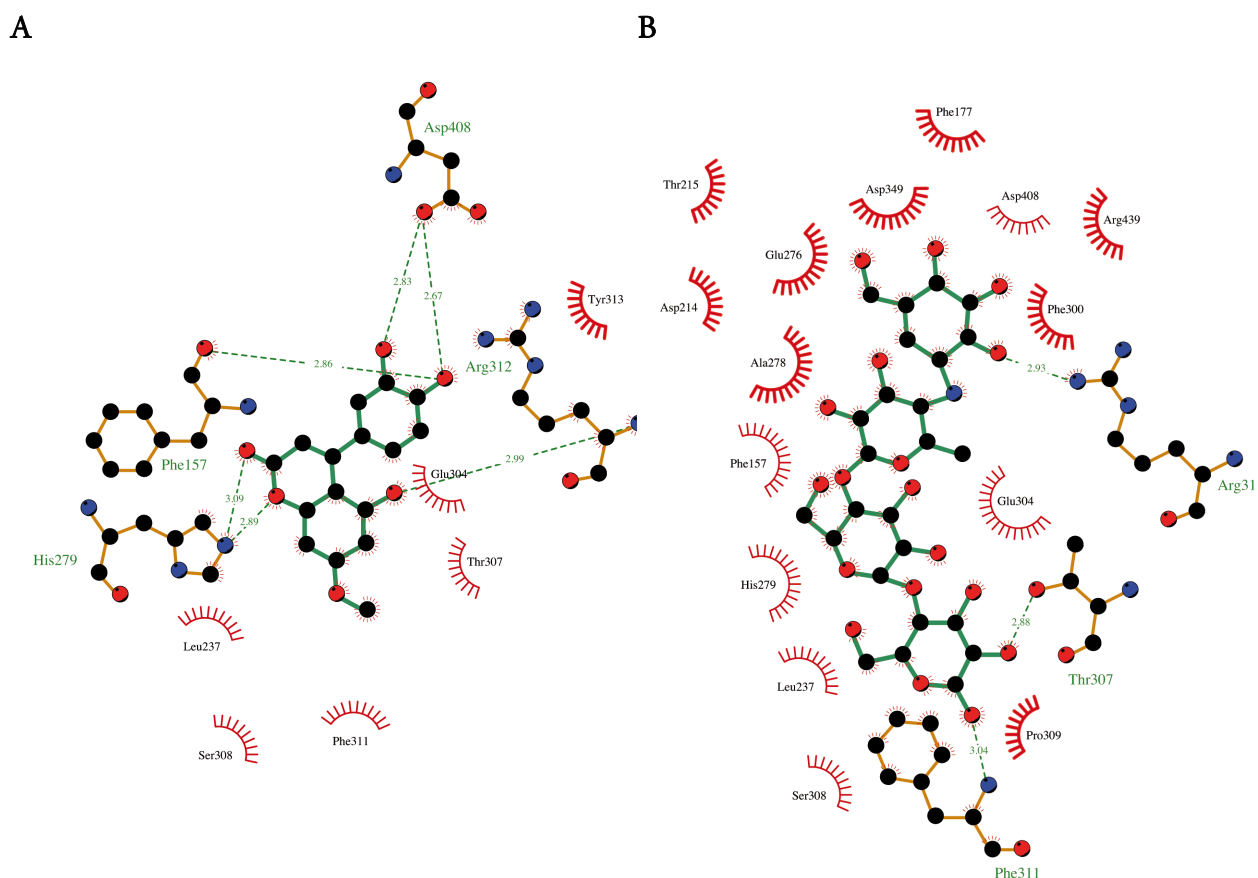 A
B
Asp408
2.83
2.67
Tyr313
2.86
Arg312
Phe157
2.99
Glu304
3.09
2.89
His279
Thr307
Leu237
Ser308
Phe311
Phe177
Thr215
Asp349
Asp408
Arg439
Glu276
Asp214
Phe300
Ala278
2.93
Phe157
Glu304
Arg31
His279
2.88
Leu237
Thr307
Pro309
3.04
Ser308
Phe311